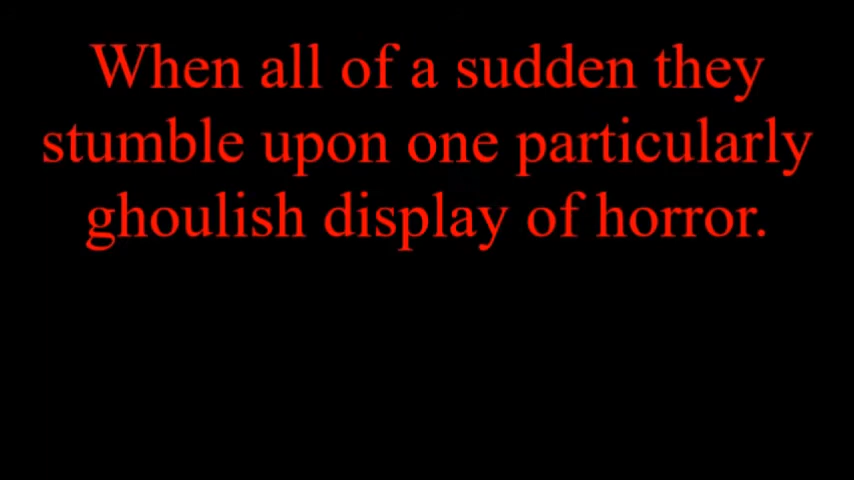 When all of a sudden they
stumble upon one particularly
ghoulish display of horror.